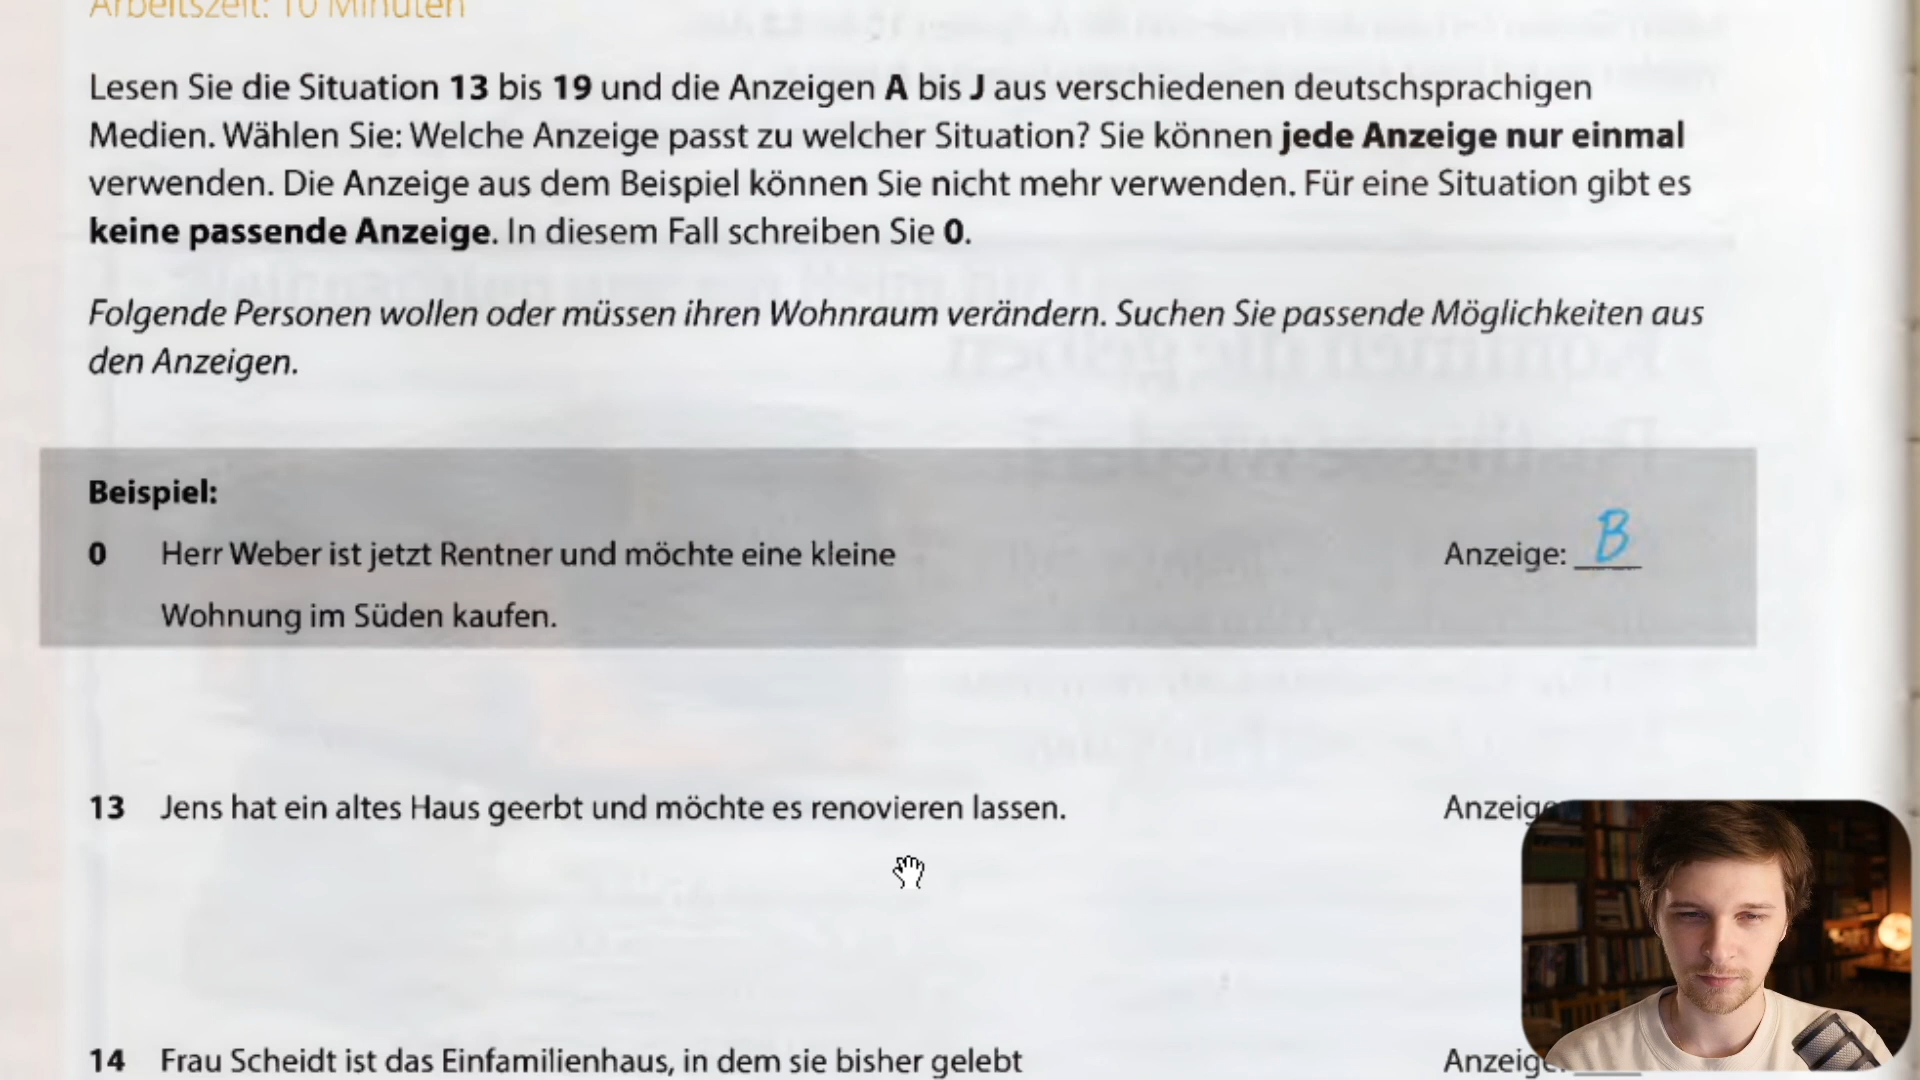 Arbeitszeit: 10 Minuten
Lesen Sie die Situation 13 bis 19 und die Anzeigen A bis J aus verschiedenen deutschsprachigen
Medien. Wählen Sie: Welche Anzeige passt zu welcher Situation? Sie können jede Anzeige nur einmal
verwenden. Die Anzeige aus dem Beispiel können Sie nicht mehr verwenden. Für eine Situation gibt es
keine passende Anzeige. In diesem Fall schreiben Sie 0.
Folgende Personen wollen oder müssen ihren Wohnraum verändern. Suchen Sie passende Möglichkeiten aus
den Anzeigen.
Beispiel:
0 Herr Weber ist jetzt Rentner und möchte eine kleine Anzeige: B
Wohnung im Süden kaufen.
13 Jens hat ein altes Haus geerbt und möchte es renovieren lassen. Anzeige
14 Frau Scheidt ist das Einfamilienhaus, in dem sie bisher gelebt Anzeige: